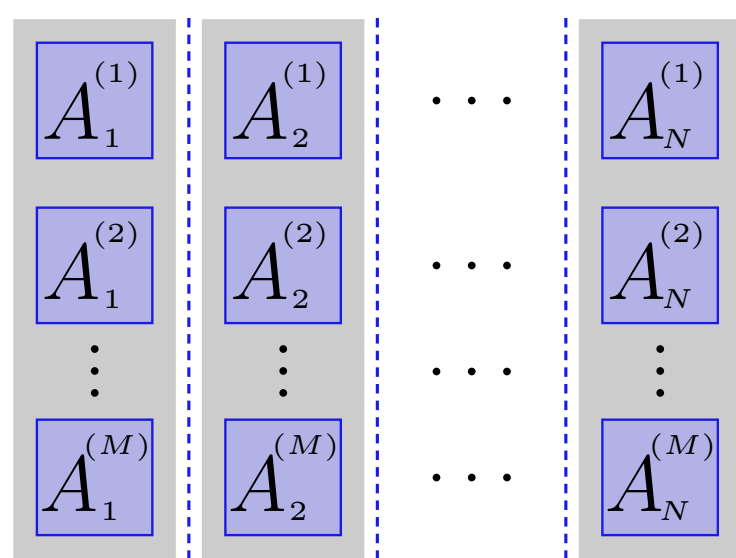 A_1^{(1)} A_2^{(1)} ... A_N^{(1)}
A_1^{(2)} A_2^{(2)} ... A_N^{(2)}
⋮ ⋮ ... ⋮
A_1^{(M)} A_2^{(M)} ... A_N^{(M)}